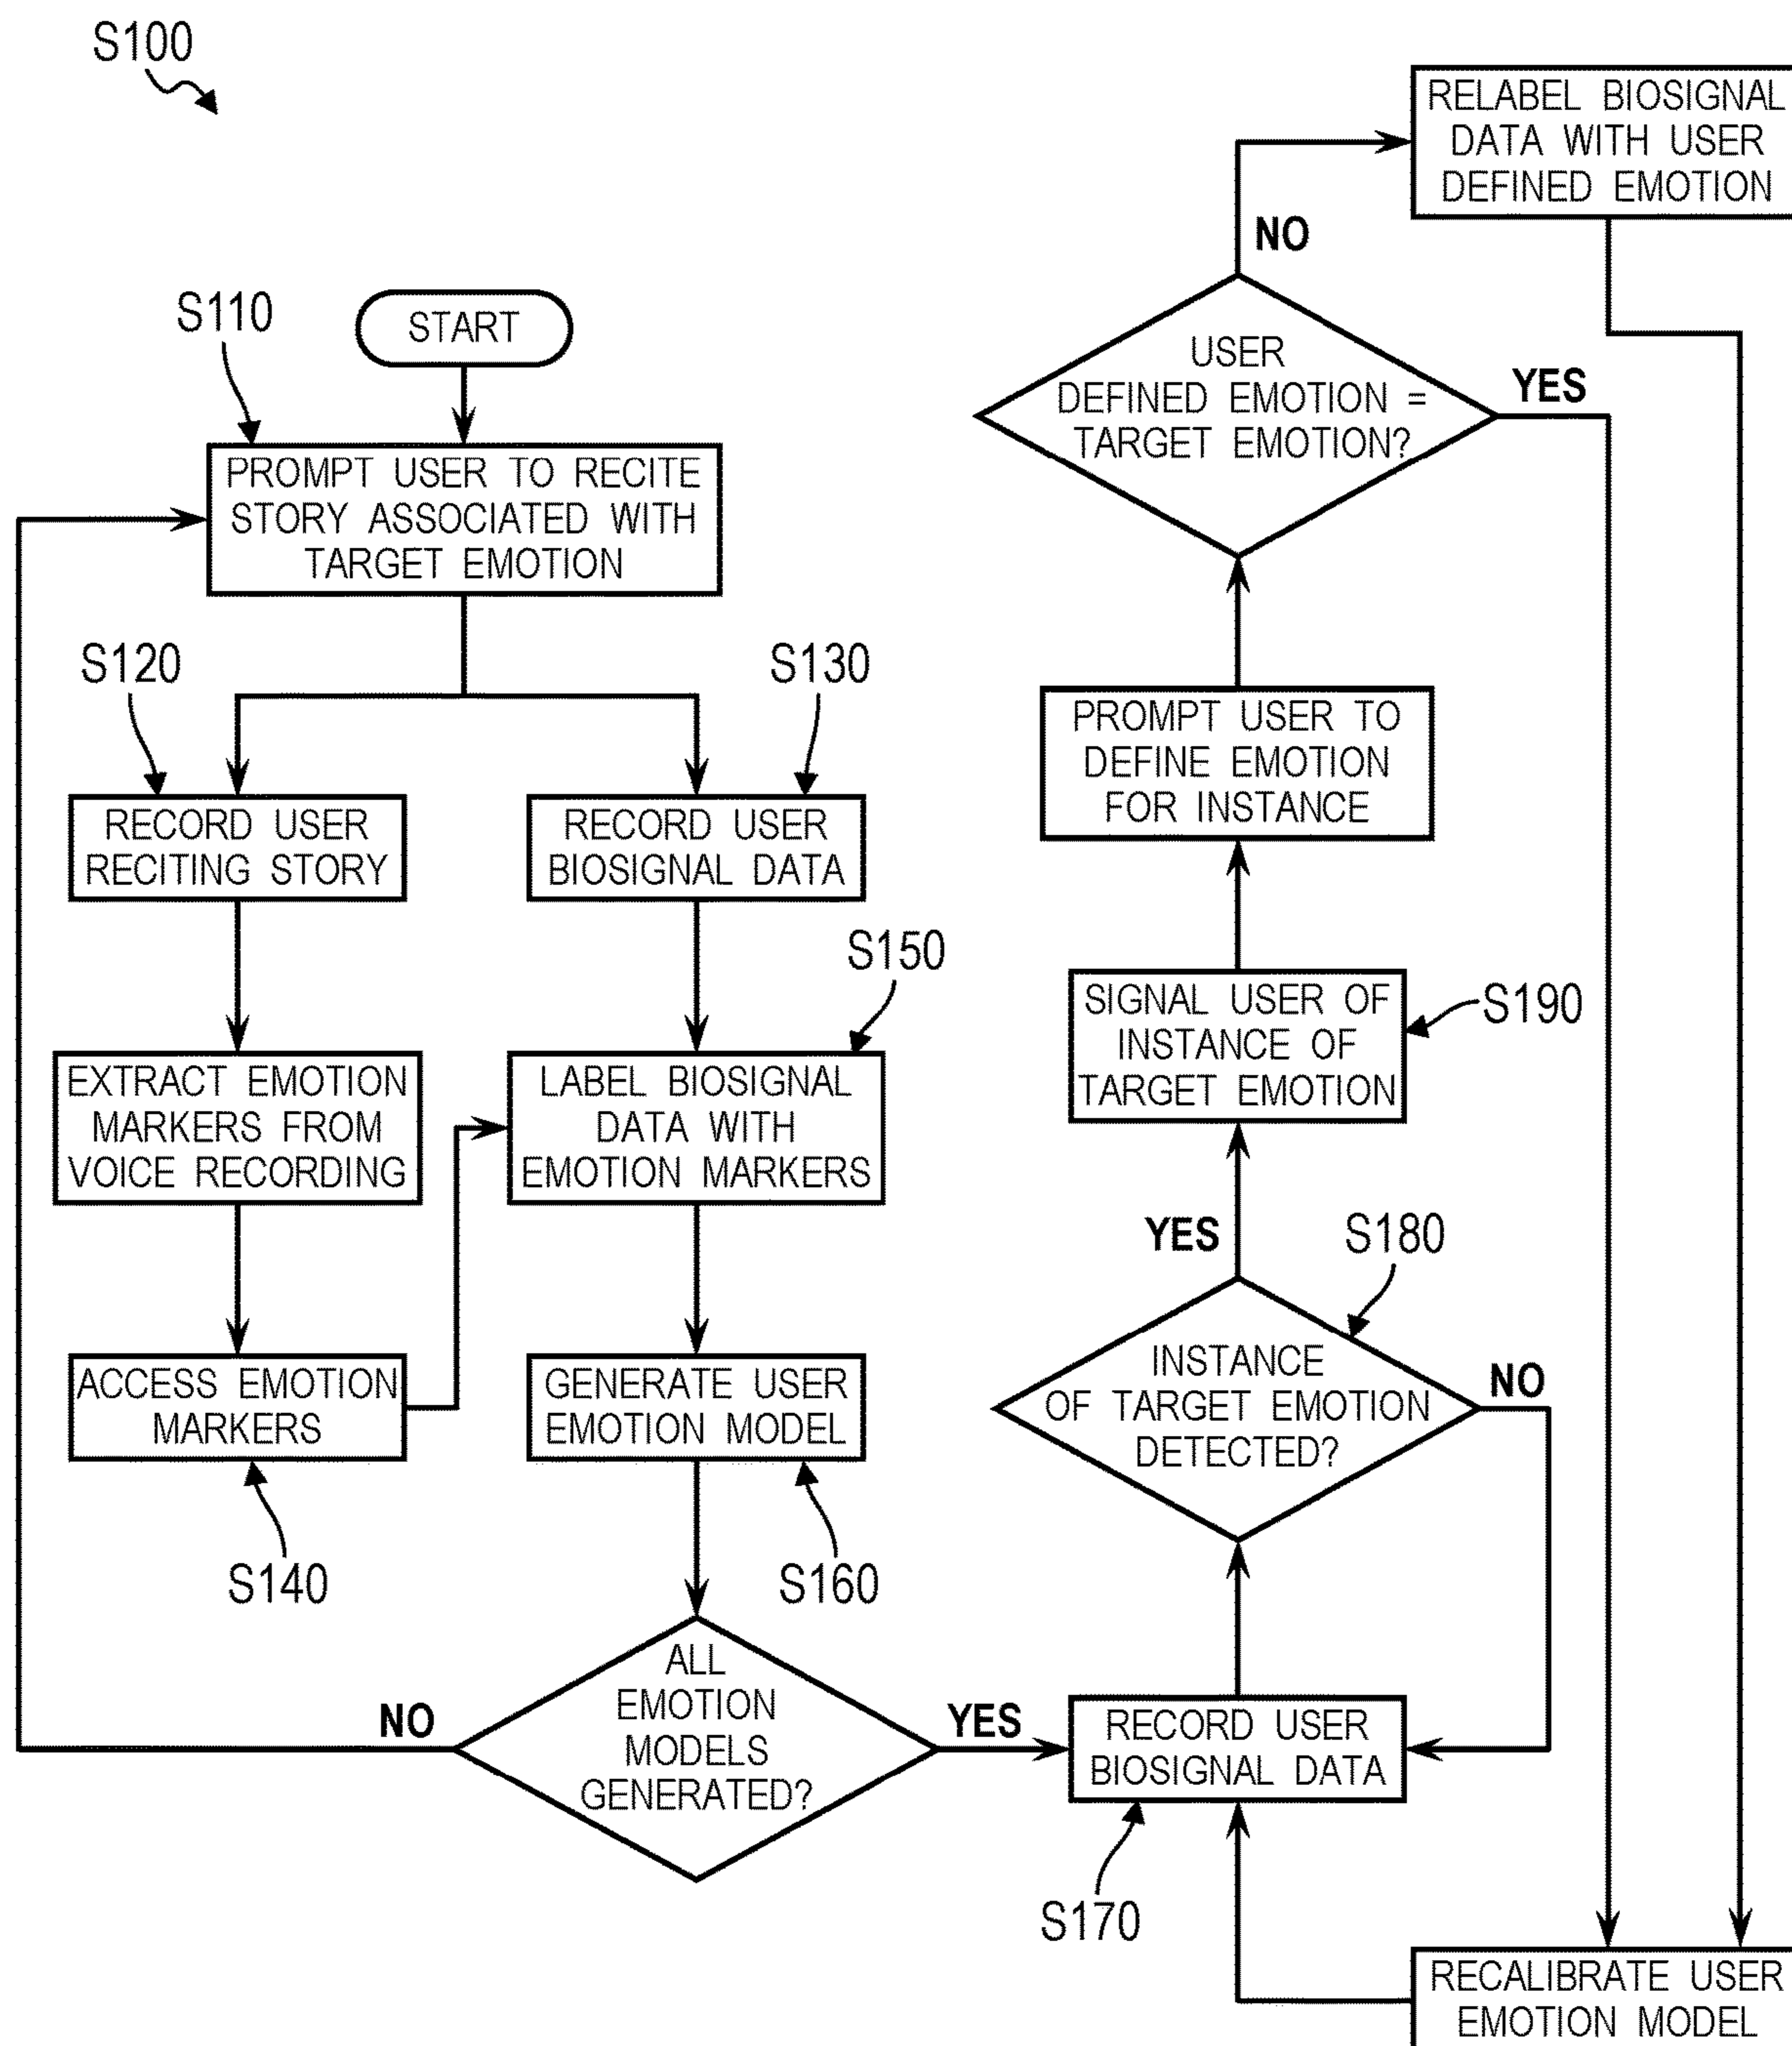 S100
START
S110
PROMPT USER TO RECITE
STORY ASSOCIATED WITH
TARGET EMOTION
S120
S130
RECORD USER
RECITING STORY
RECORD USER
BIOSIGNAL DATA
S150
EXTRACT EMOTION
MARKERS FROM
VOICE RECORDING
LABEL BIOSIGNAL
DATA WITH
EMOTION MARKERS
ACCESS EMOTION
MARKERS
S140
GENERATE USER
EMOTION MODEL
S160
ALL
EMOTION
MODELS
GENERATED?
NO
YES
RECORD USER
BIOSIGNAL DATA
S170
INSTANCE
OF TARGET EMOTION
DETECTED?
S180
NO
YES
SIGNAL USER OF
INSTANCE OF
TARGET EMOTION
S190
PROMPT USER TO
DEFINE EMOTION
FOR INSTANCE
USER
DEFINED EMOTION =
TARGET EMOTION?
NO
YES
RELABEL BIOSIGNAL
DATA WITH USER
DEFINED EMOTION
RECALIBRATE USER
EMOTION MODEL